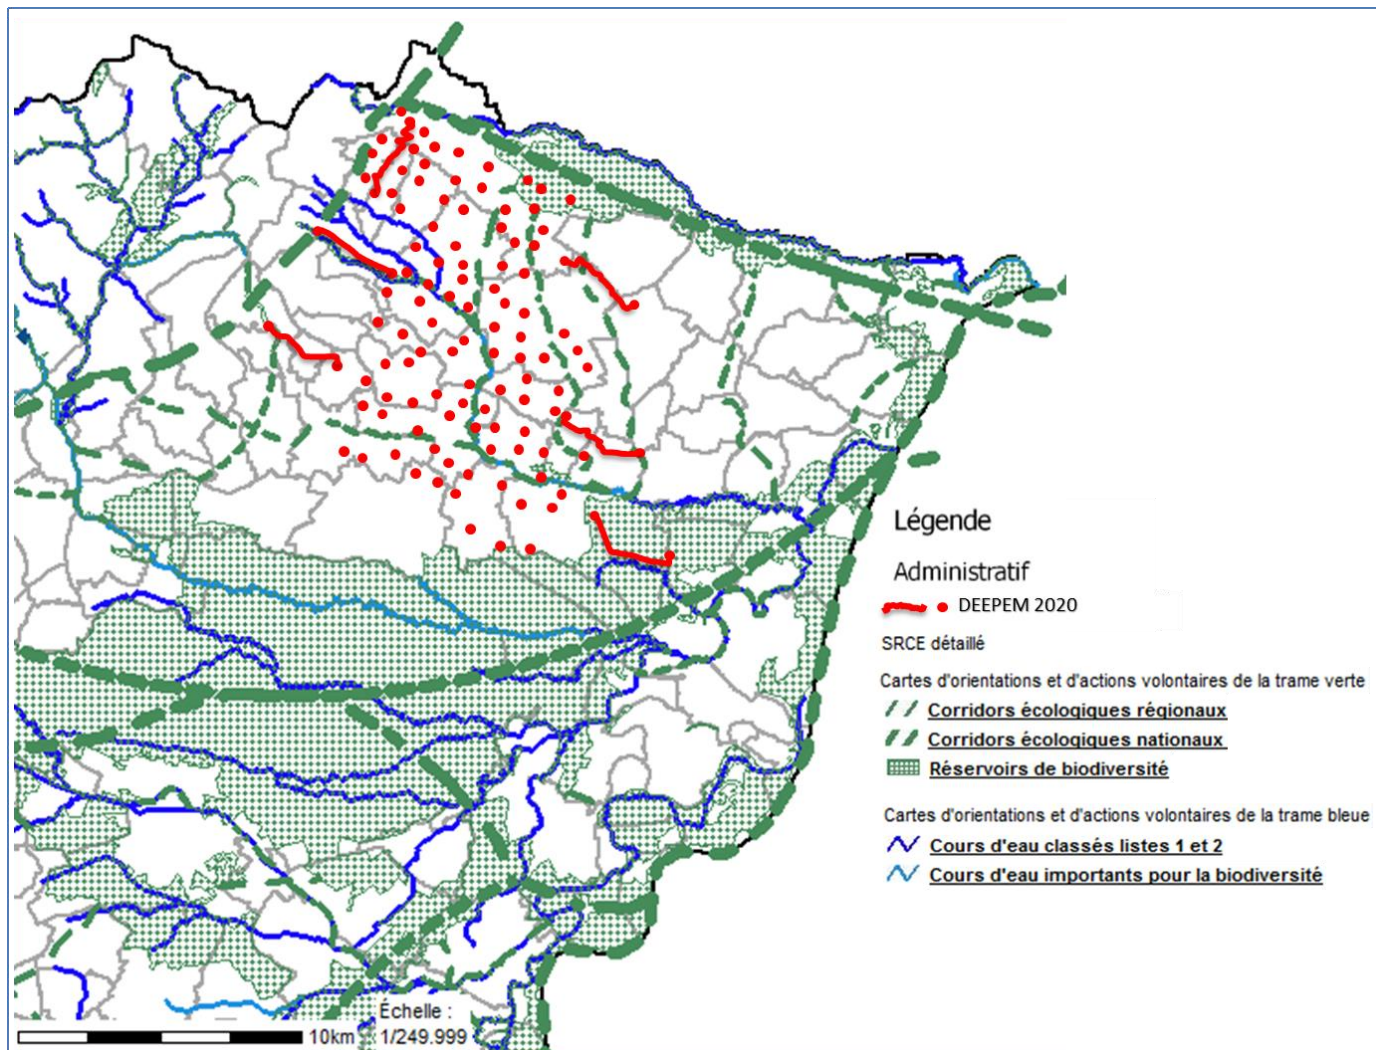 Légende
Administratif
DEEPEM 2020
SRCE détaillé
Cartes d'orientations et d'actions volontaires de la trame verte
Corridors écologiques régionaux
Corridors écologiques nationaux
Réservoirs de biodiversité
Cartes d'orientations et d'actions volontaires de la trame bleue
Cours d'eau classés listes 1 et 2
Cours d'eau importants pour la biodiversité
Échelle :
10km 1/249.999